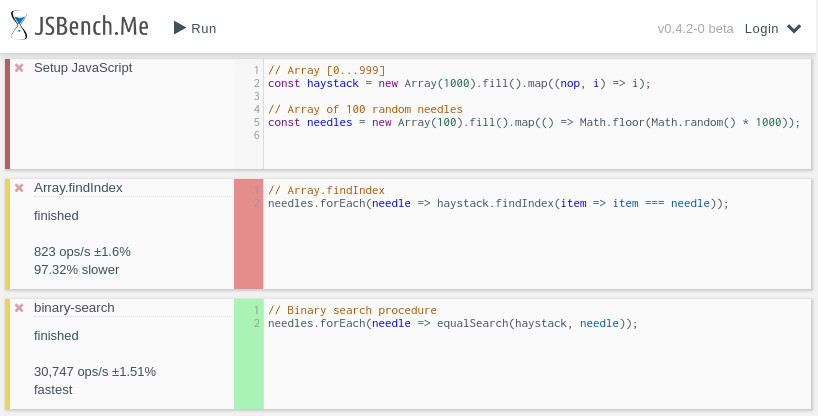 JSBench.Me
Run
v0.4.2-0 beta
Login
Setup JavaScript
1 // Array [0...999]
2 const haystack = new Array(1000).fill().map((nop, i) => i);
3
4 // Array of 100 random needles
5 const needles = new Array(100).fill().map(() => Math.floor(Math.random() * 1000));
6
Array.findIndex
finished
823 ops/s ±1.6%
97.32% slower
1 // Array.findIndex
2 needles.forEach(needle => haystack.findIndex(item => item === needle));
binary-search
finished
30,747 ops/s ±1.51%
fastest
1 // Binary search procedure
2 needles.forEach(needle => equalSearch(haystack, needle));